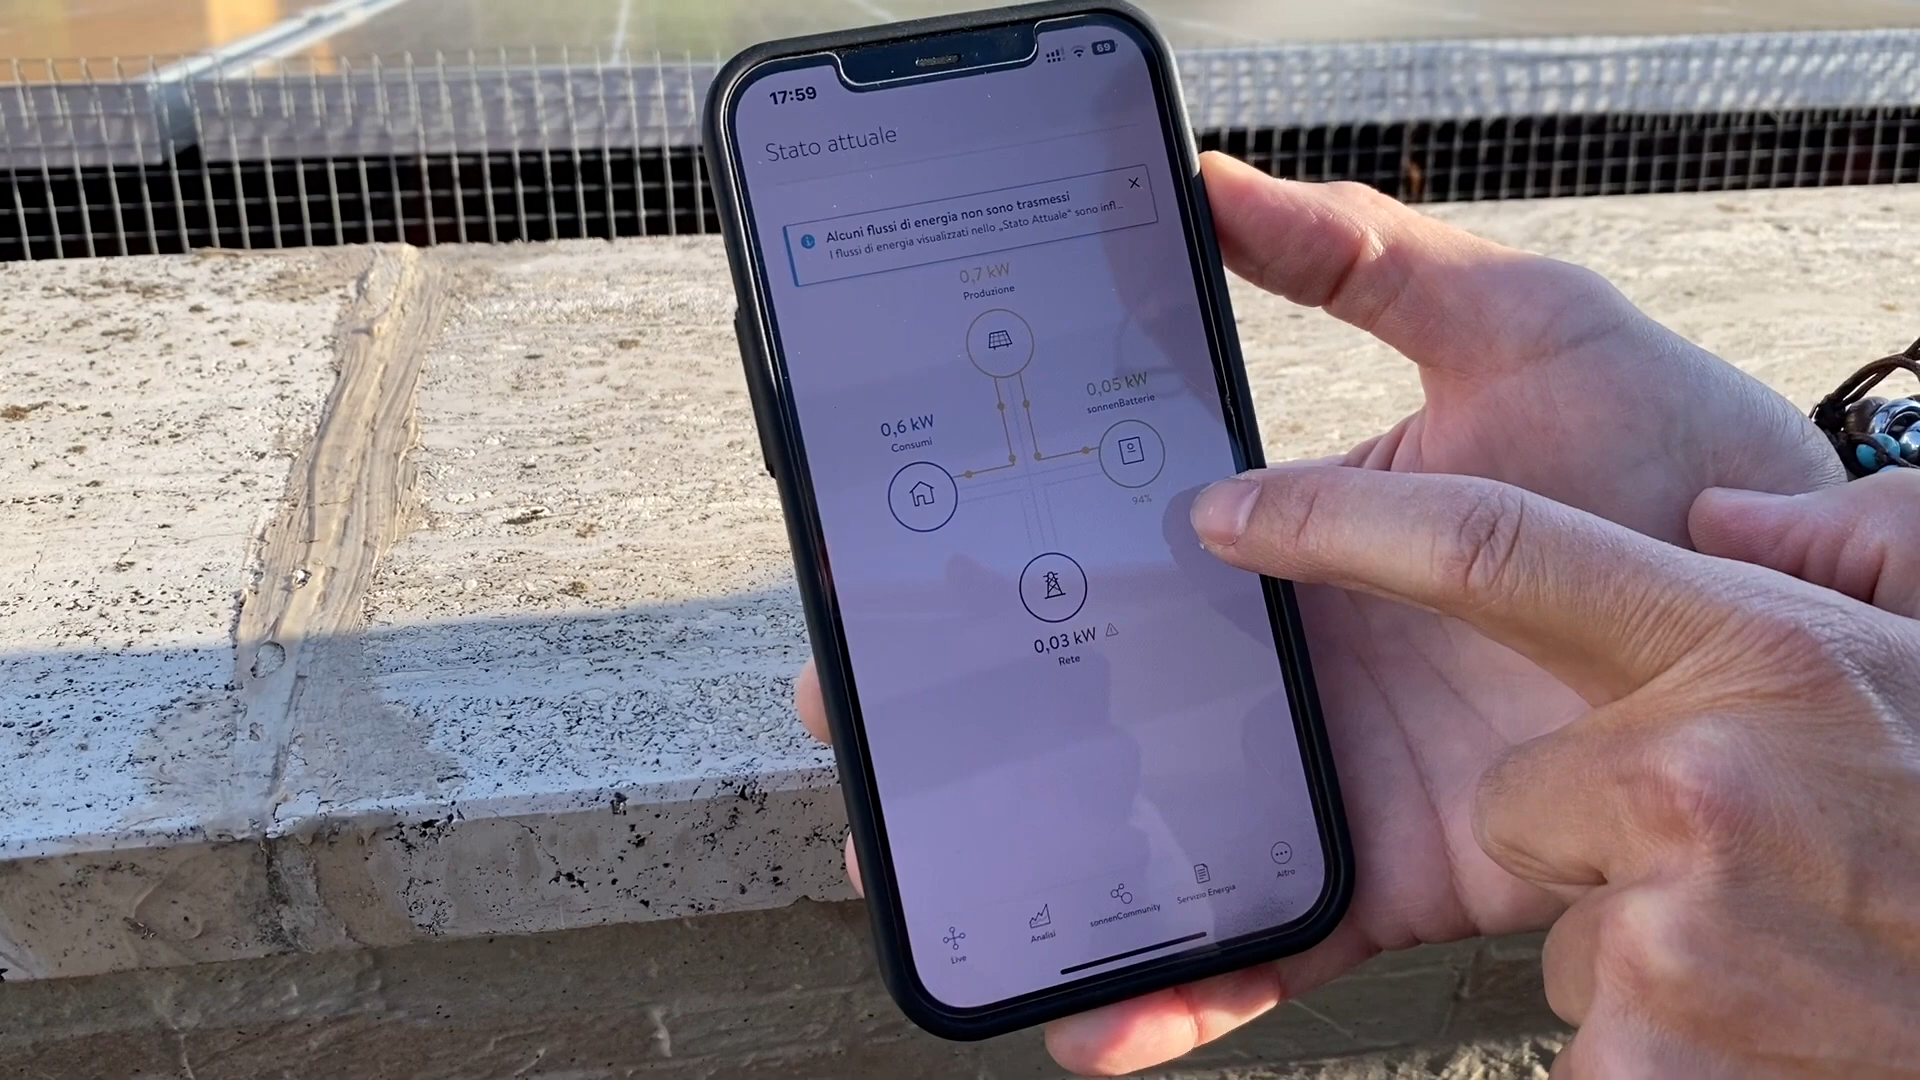 17:59
69
Stato attuale
Alcuni flussi di energia non sono trasmessi
I flussi di energia visualizzati nello „Stato Attuale" sono infl...
0,7 kW
Produzione
0,05 kW
sonnenBatterie
0,6 kW
Consumi
94%
0,03 kW
Rete
Live
Analisi
sonnenCommunity
Servizio Energia
Altro